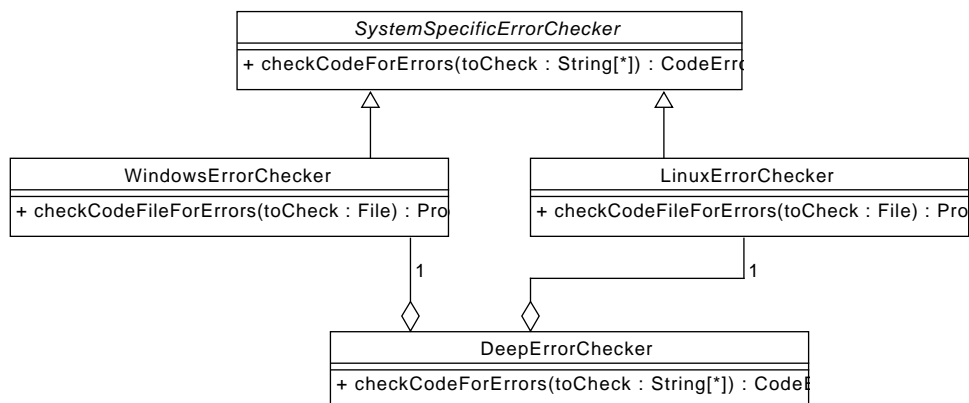 SystemSpecificErrorChecker
+ checkCodeForErrors(toCheck : String[*]) : CodeErro
WindowsErrorChecker
LinuxErrorChecker
+ checkCodeFileForErrors(toCheck : File) : Pro
+ checkCodeFileForErrors(toCheck : File) : Pro
1
1
DeepErrorChecker
+ checkCodeForErrors(toCheck : String[*]) : CodeE